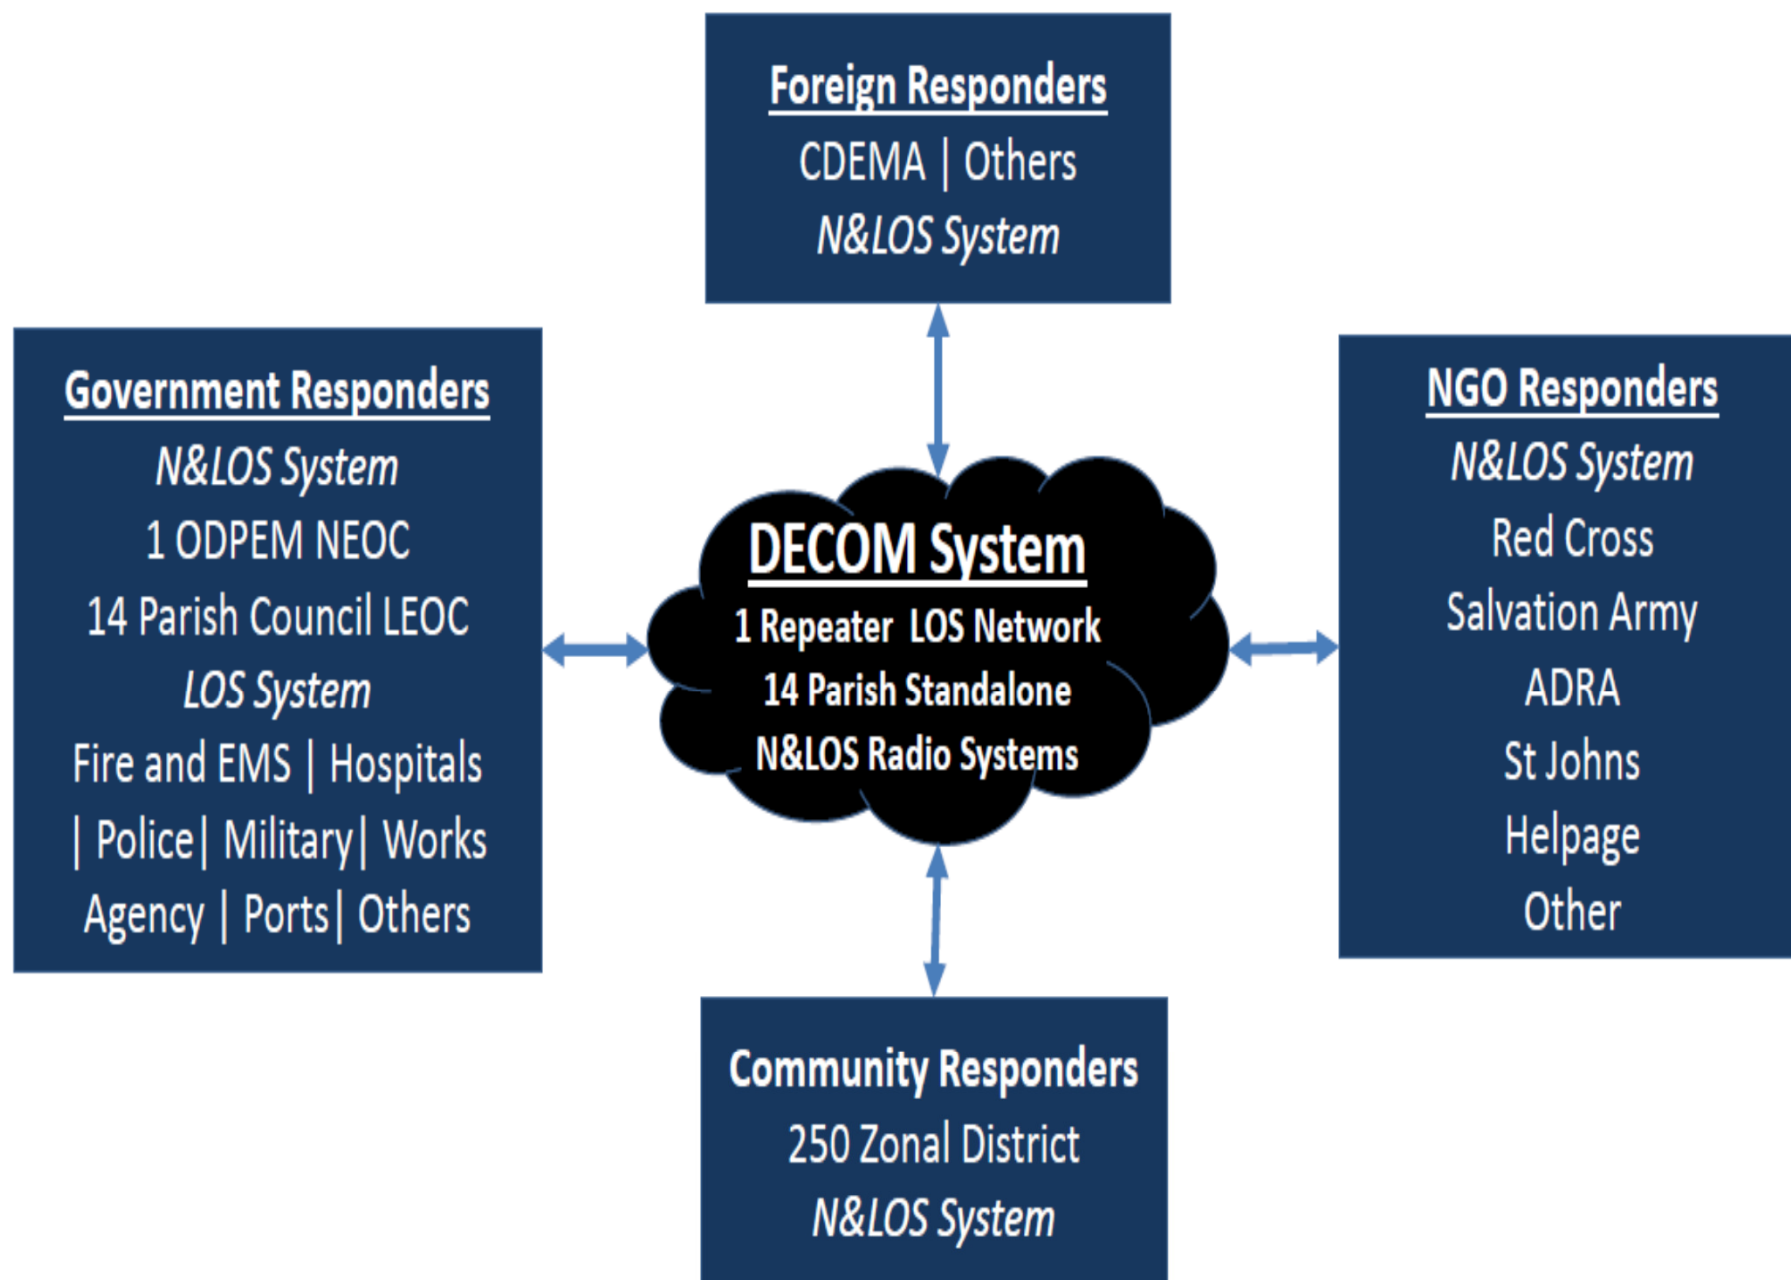 Foreign Responders
CDEMA | Others
N&LOS System
Government Responders
N&LOS System
1 ODPEM NEOC
14 Parish Council LEOC
LOS System
Fire and EMS | Hospitals
| Police| Military| Works
Agency | Ports| Others
DECOM System
1 Repeater LOS Network
14 Parish Standalone
N&LOS Radio Systems
NGO Responders
N&LOS System
Red Cross
Salvation Army
ADRA
St Johns
Helpage
Other
Community Responders
250 Zonal District
N&LOS System